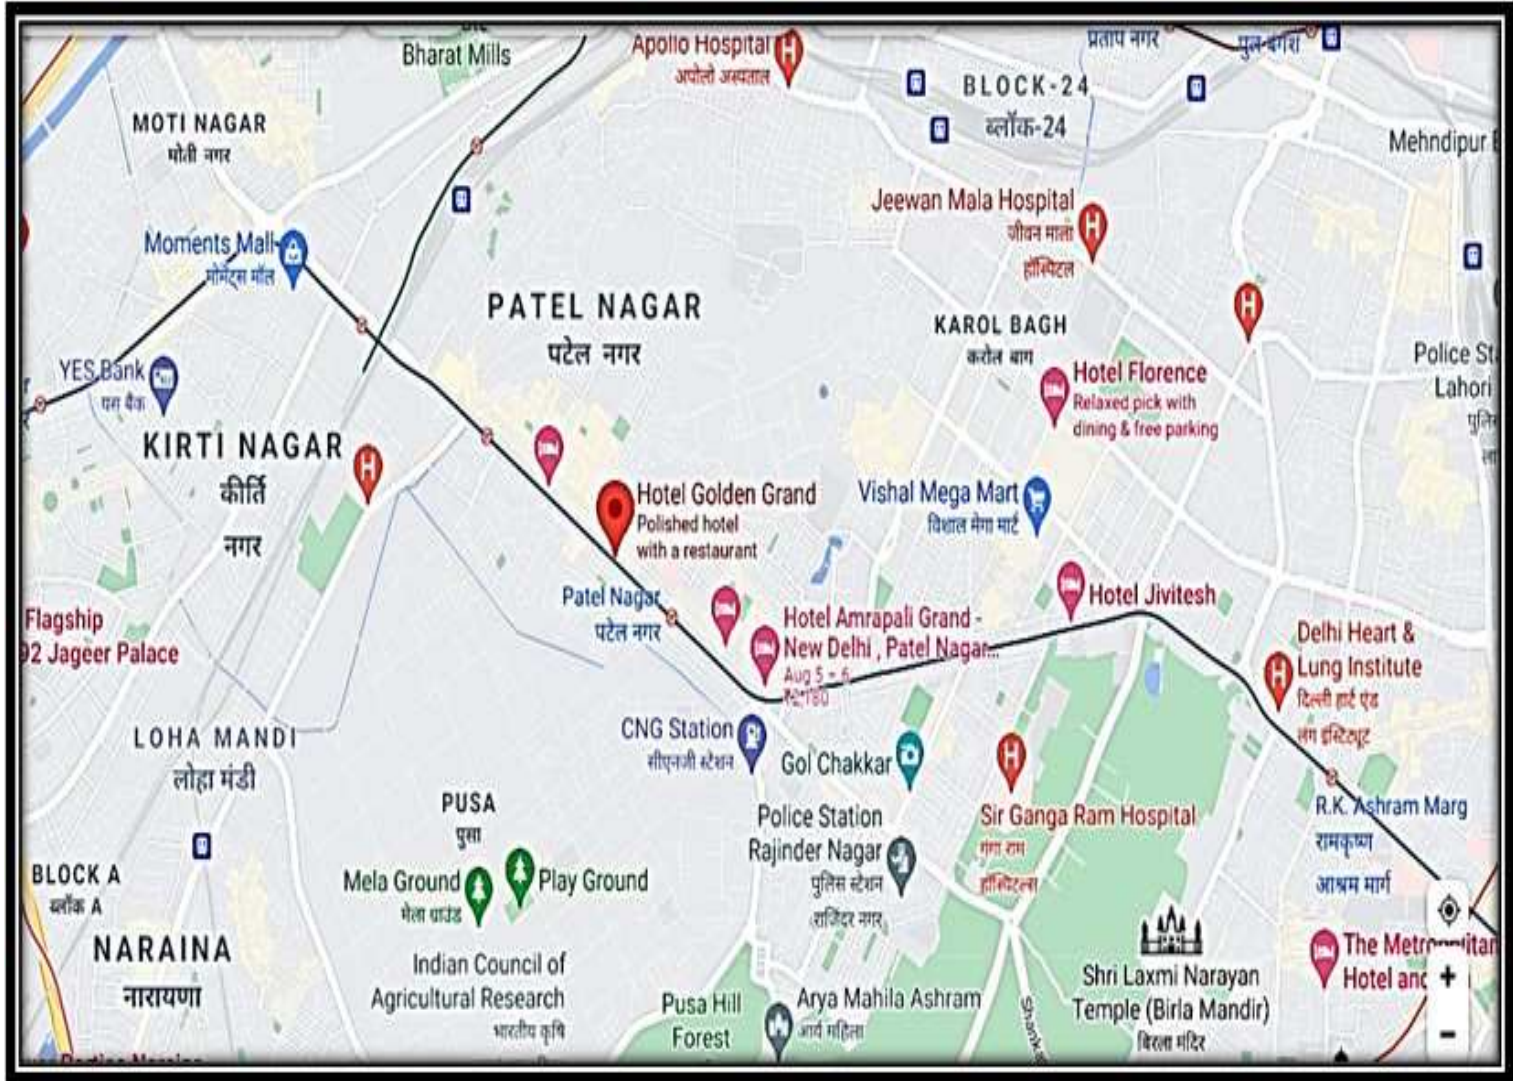 Bharat Mills
Apollo Hospital
अपोलो अस्पताल
प्रताप नगर
पुल बंगश
BLOCK-24
ब्लॉक-24
MOTI NAGAR
मोती नगर
Mehndipur
Jeewan Mala Hospital
जीवन माला
हॉस्पिटल
Moments Mall
मोमेंट्स मॉल
PATEL NAGAR
पटेल नगर
KAROL BAGH
करोल बाग
YES Bank
यस बैंक
Police
Lahori
Hotel Florence
Relaxed pick with
dining & free parking
KIRTI NAGAR
कीर्ति
नगर
Hotel Golden Grand
Polished hotel
with a restaurant
Vishal Mega Mart
विशाल मेगा मार्ट
Patel Nagar
पटेल नगर
Hotel Jivitesh
Flagship
92 Jageer Palace
Hotel Amrapali Grand -
New Delhi , Patel Nagar...
Aug 5 – 6
₹2,180
Delhi Heart &
Lung Institute
दिल्ली हार्ट एंड
लंग इंस्टिट्यूट
LOHA MANDI
लोहा मंडी
CNG Station
सीएनजी स्टेशन
Gol Chakkar
PUSA
पुसा
Police Station
Rajinder Nagar
पुलिस स्टेशन
राजिंदर नगर
Sir Ganga Ram Hospital
गंगा राम
हॉस्पिटल्स
R.K. Ashram Marg
रामकृष्ण
आश्रम मार्ग
BLOCK A
ब्लॉक A
Mela Ground
मेला ग्राउंड
Play Ground
NARAINA
नारायणा
Indian Council of
Agricultural Research
भारतीय कृषि
Pusa Hill
Forest
Arya Mahila Ashram
आर्य महिला
Shri Laxmi Narayan
Temple (Birla Mandir)
बिरला मंदिर
The Metropolitan
Hotel and